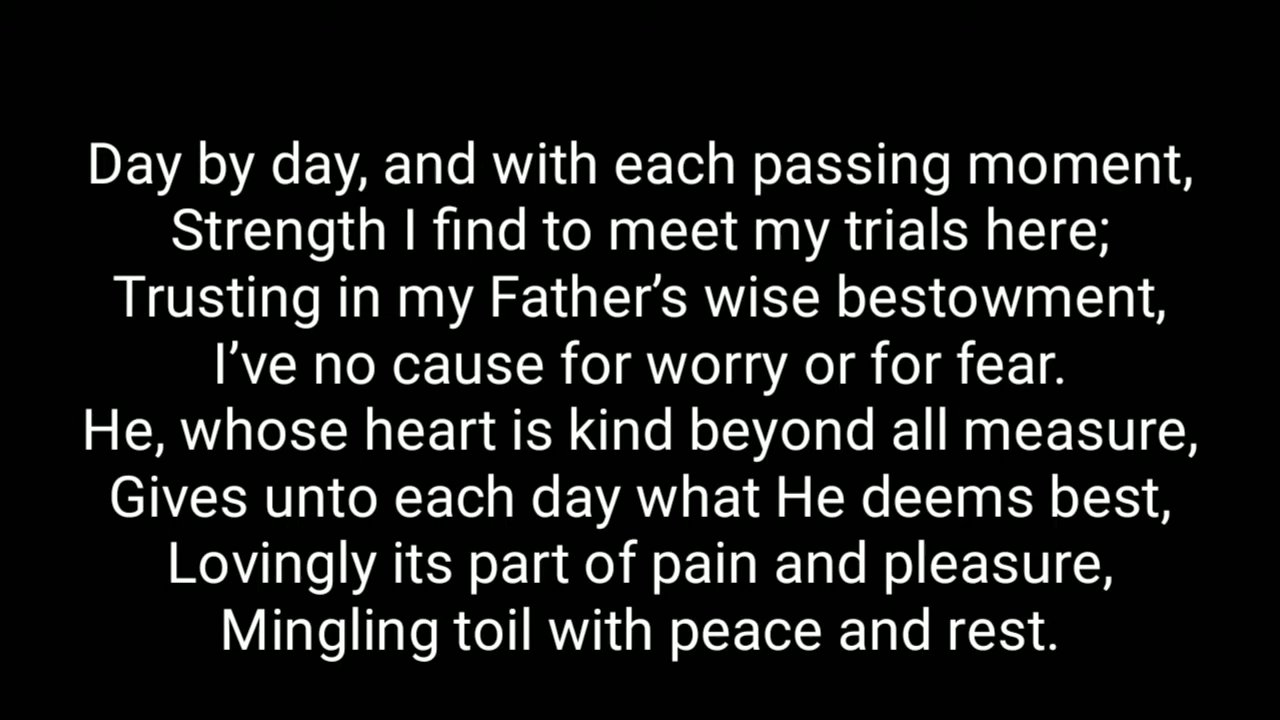 Day by day, and with each passing moment,
Strength I find to meet my trials here;
Trusting in my Father’s wise bestowment,
I’ve no cause for worry or for fear.
He, whose heart is kind beyond all measure,
Gives unto each day what He deems best,
Lovingly its part of pain and pleasure,
Mingling toil with peace and rest.